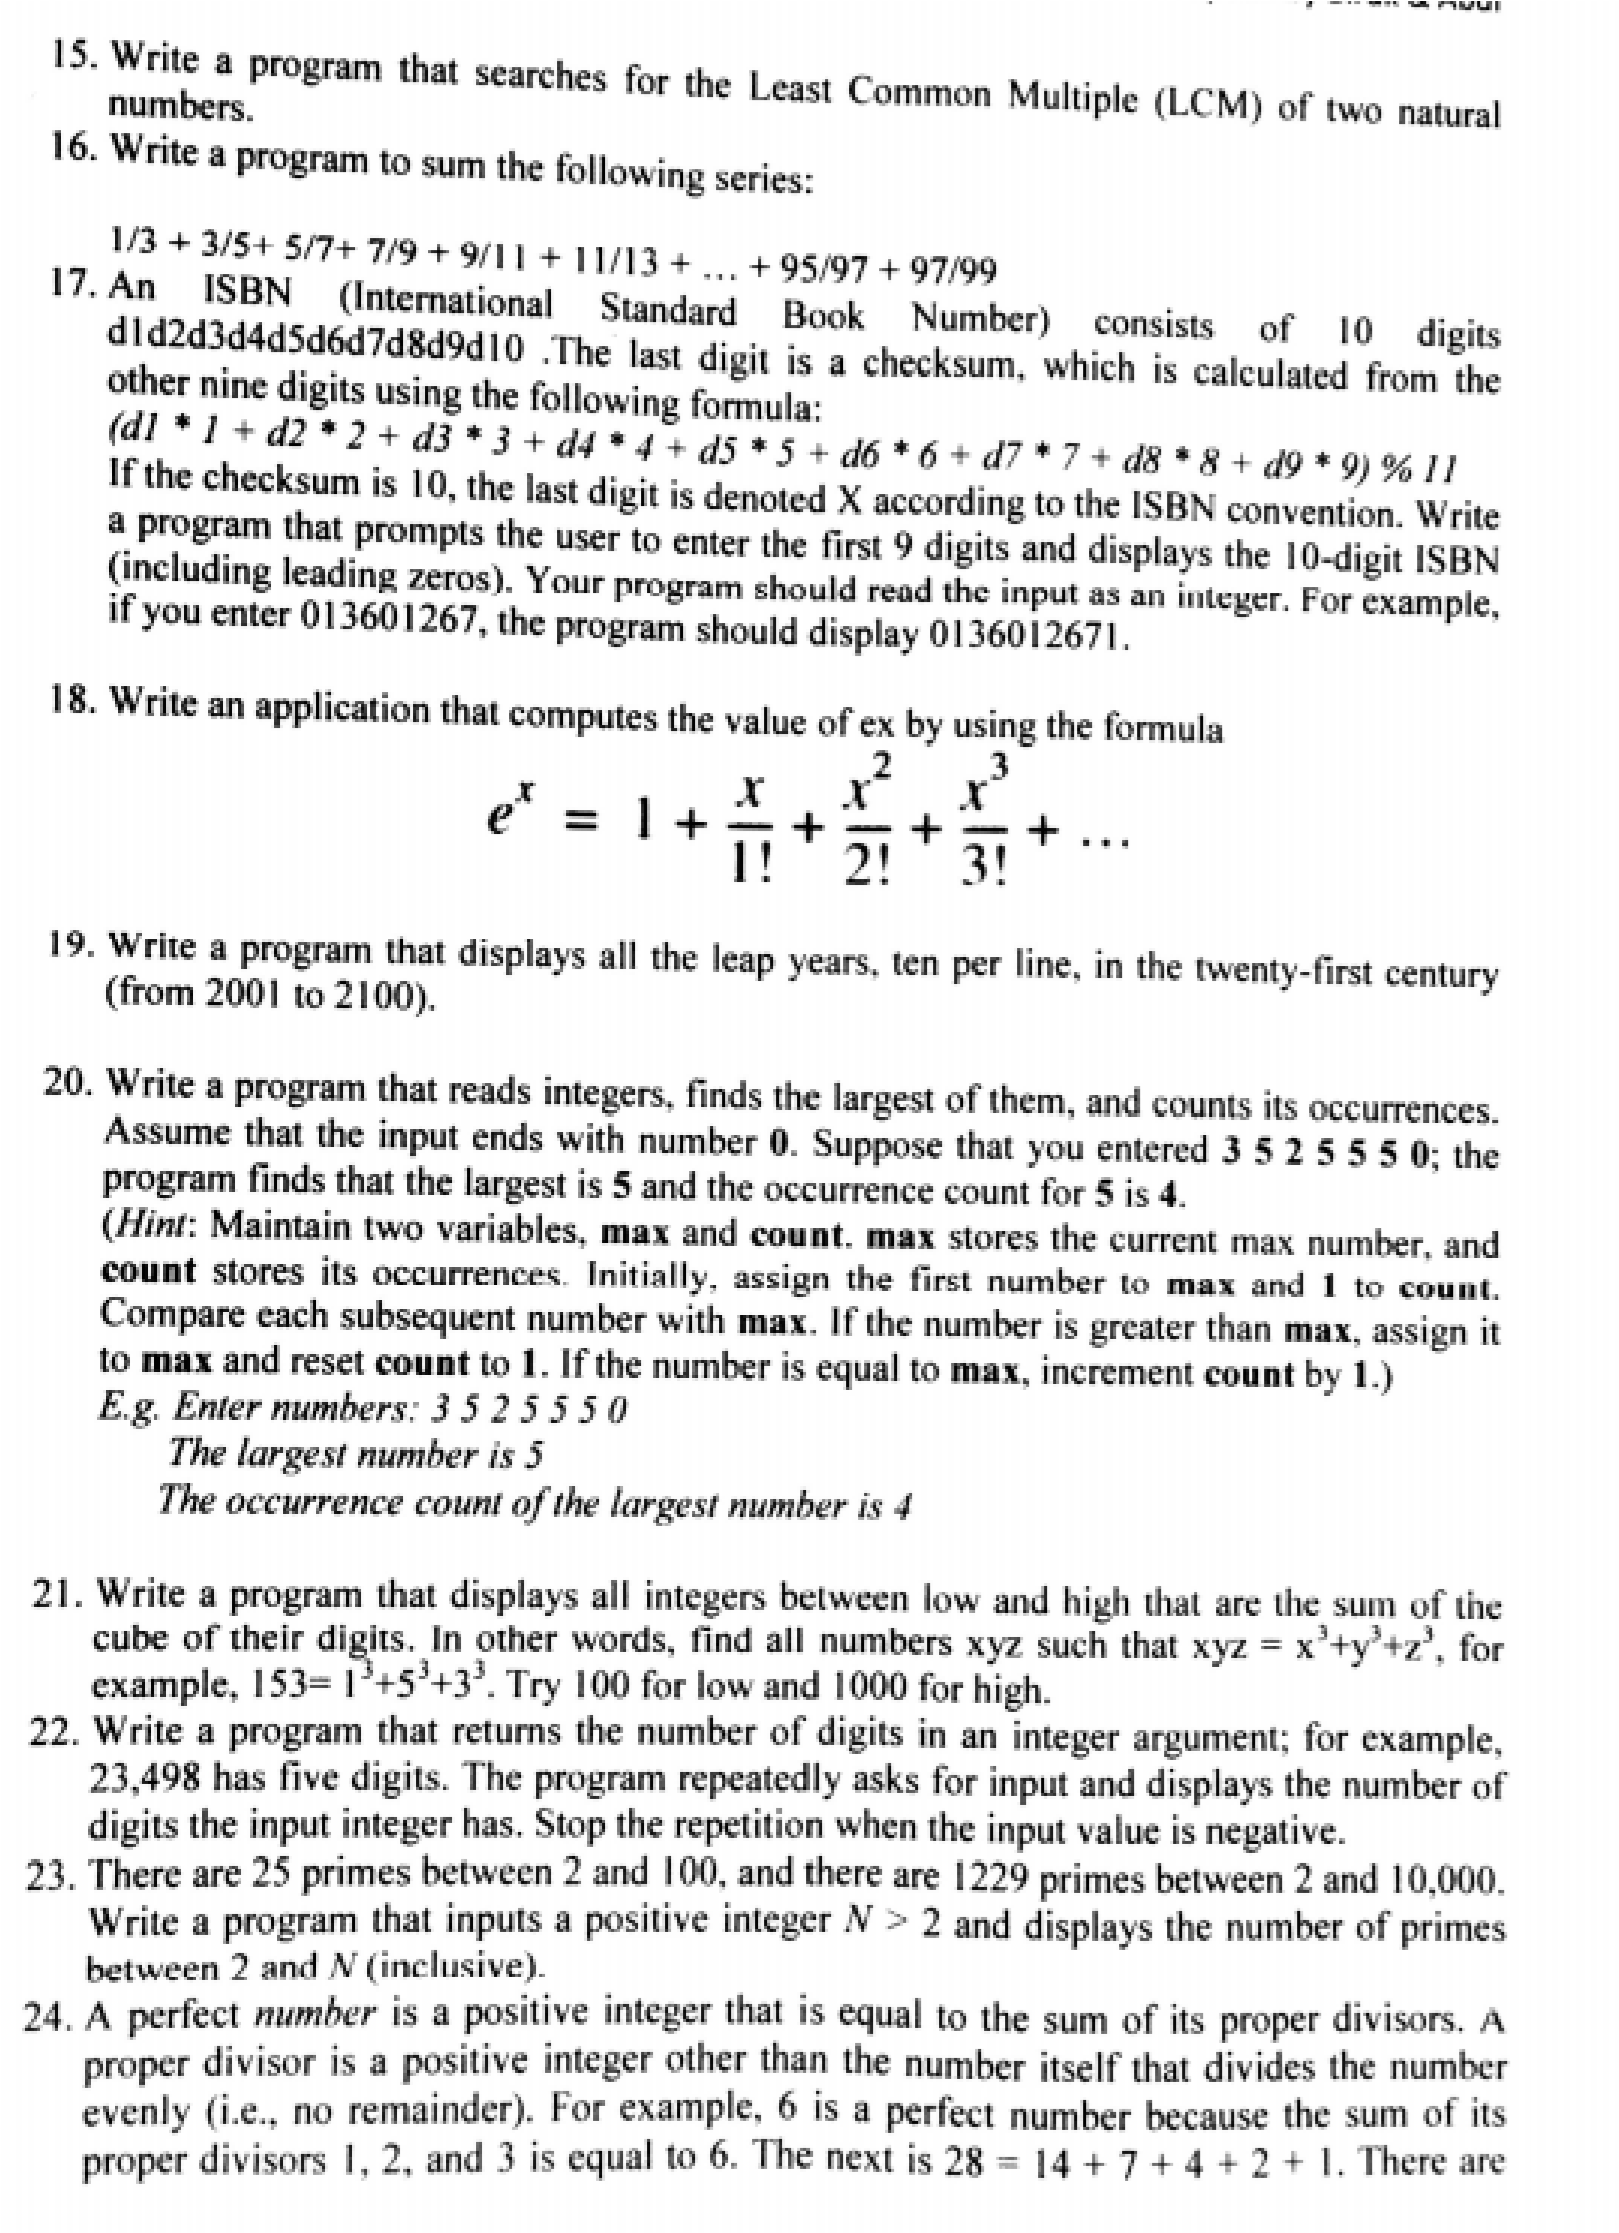 & Abdi
15. Write a program that searches for the Least Common Multiple (LCM) of two natural
numbers.
16. Write a program to sum the following series:
1/3 + 3/5+ 5/7+ 7/9 + 9/11 + 11/13 + ... + 95/97 + 97/99
17. An ISBN (International Standard Book Number) consists of 10 digits
d1d2d3d4d5d6d7d8d9d10 .The last digit is a checksum, which is calculated from the
other nine digits using the following formula:
(d1 * 1 + d2 * 2 + d3 * 3 + d4 * 4 + d5 * 5 + d6 * 6 + d7 * 7 + d8 * 8 + d9 * 9) % 11
If the checksum is 10, the last digit is denoted X according to the ISBN convention. Write
a program that prompts the user to enter the first 9 digits and displays the 10-digit ISBN
(including leading zeros). Your program should read the input as an integer. For example,
if you enter 013601267, the program should display 0136012671.
18. Write an application that computes the value of ex by using the formula
e^x = 1 + x/1! + x^2/2! + x^3/3! + ...
19. Write a program that displays all the leap years, ten per line, in the twenty-first century
(from 2001 to 2100).
20. Write a program that reads integers, finds the largest of them, and counts its occurrences.
Assume that the input ends with number 0. Suppose that you entered 3 5 2 5 5 5 0; the
program finds that the largest is 5 and the occurrence count for 5 is 4.
(Hint: Maintain two variables, max and count. max stores the current max number, and
count stores its occurrences. Initially, assign the first number to max and 1 to count.
Compare each subsequent number with max. If the number is greater than max, assign it
to max and reset count to 1. If the number is equal to max, increment count by 1.)
E.g. Enter numbers: 3 5 2 5 5 5 0
The largest number is 5
The occurrence count of the largest number is 4
21. Write a program that displays all integers between low and high that are the sum of the
cube of their digits. In other words, find all numbers xyz such that xyz = x³+y³+z³, for
example, 153= 1³+5³+3³. Try 100 for low and 1000 for high.
22. Write a program that returns the number of digits in an integer argument; for example,
23,498 has five digits. The program repeatedly asks for input and displays the number of
digits the input integer has. Stop the repetition when the input value is negative.
23. There are 25 primes between 2 and 100, and there are 1229 primes between 2 and 10,000.
Write a program that inputs a positive integer N > 2 and displays the number of primes
between 2 and N (inclusive).
24. A perfect number is a positive integer that is equal to the sum of its proper divisors. A
proper divisor is a positive integer other than the number itself that divides the number
evenly (i.e., no remainder). For example, 6 is a perfect number because the sum of its
proper divisors 1, 2, and 3 is equal to 6. The next is 28 = 14 + 7 + 4 + 2 + 1. There are